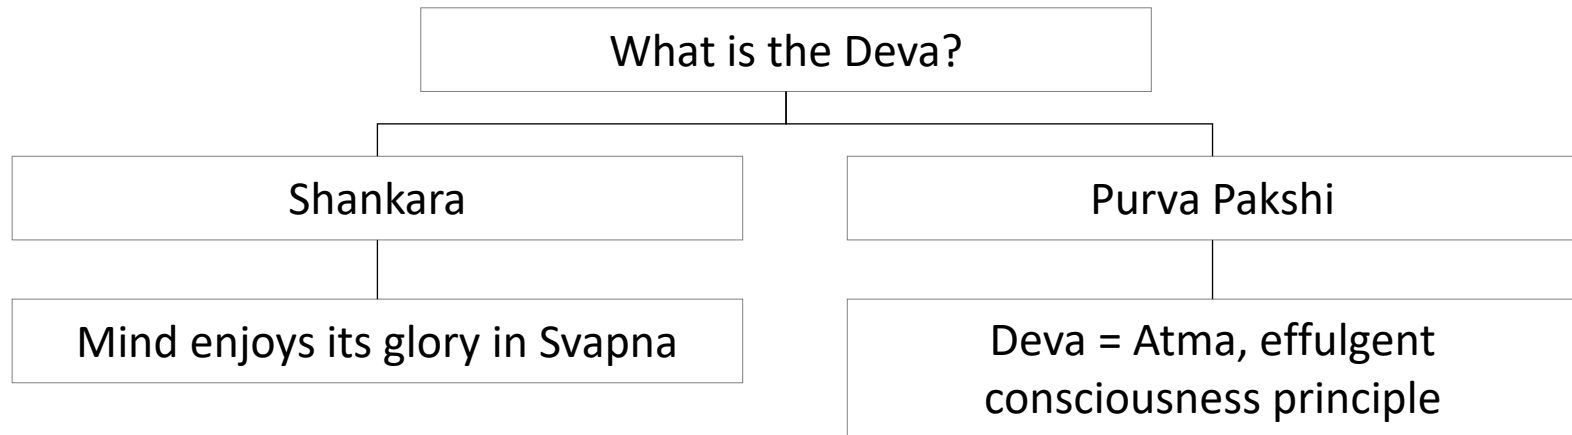 What is the Deva?
Shankara
Purva Pakshi
Mind enjoys its glory in Svapna
Deva = Atma, effulgent
consciousness principle